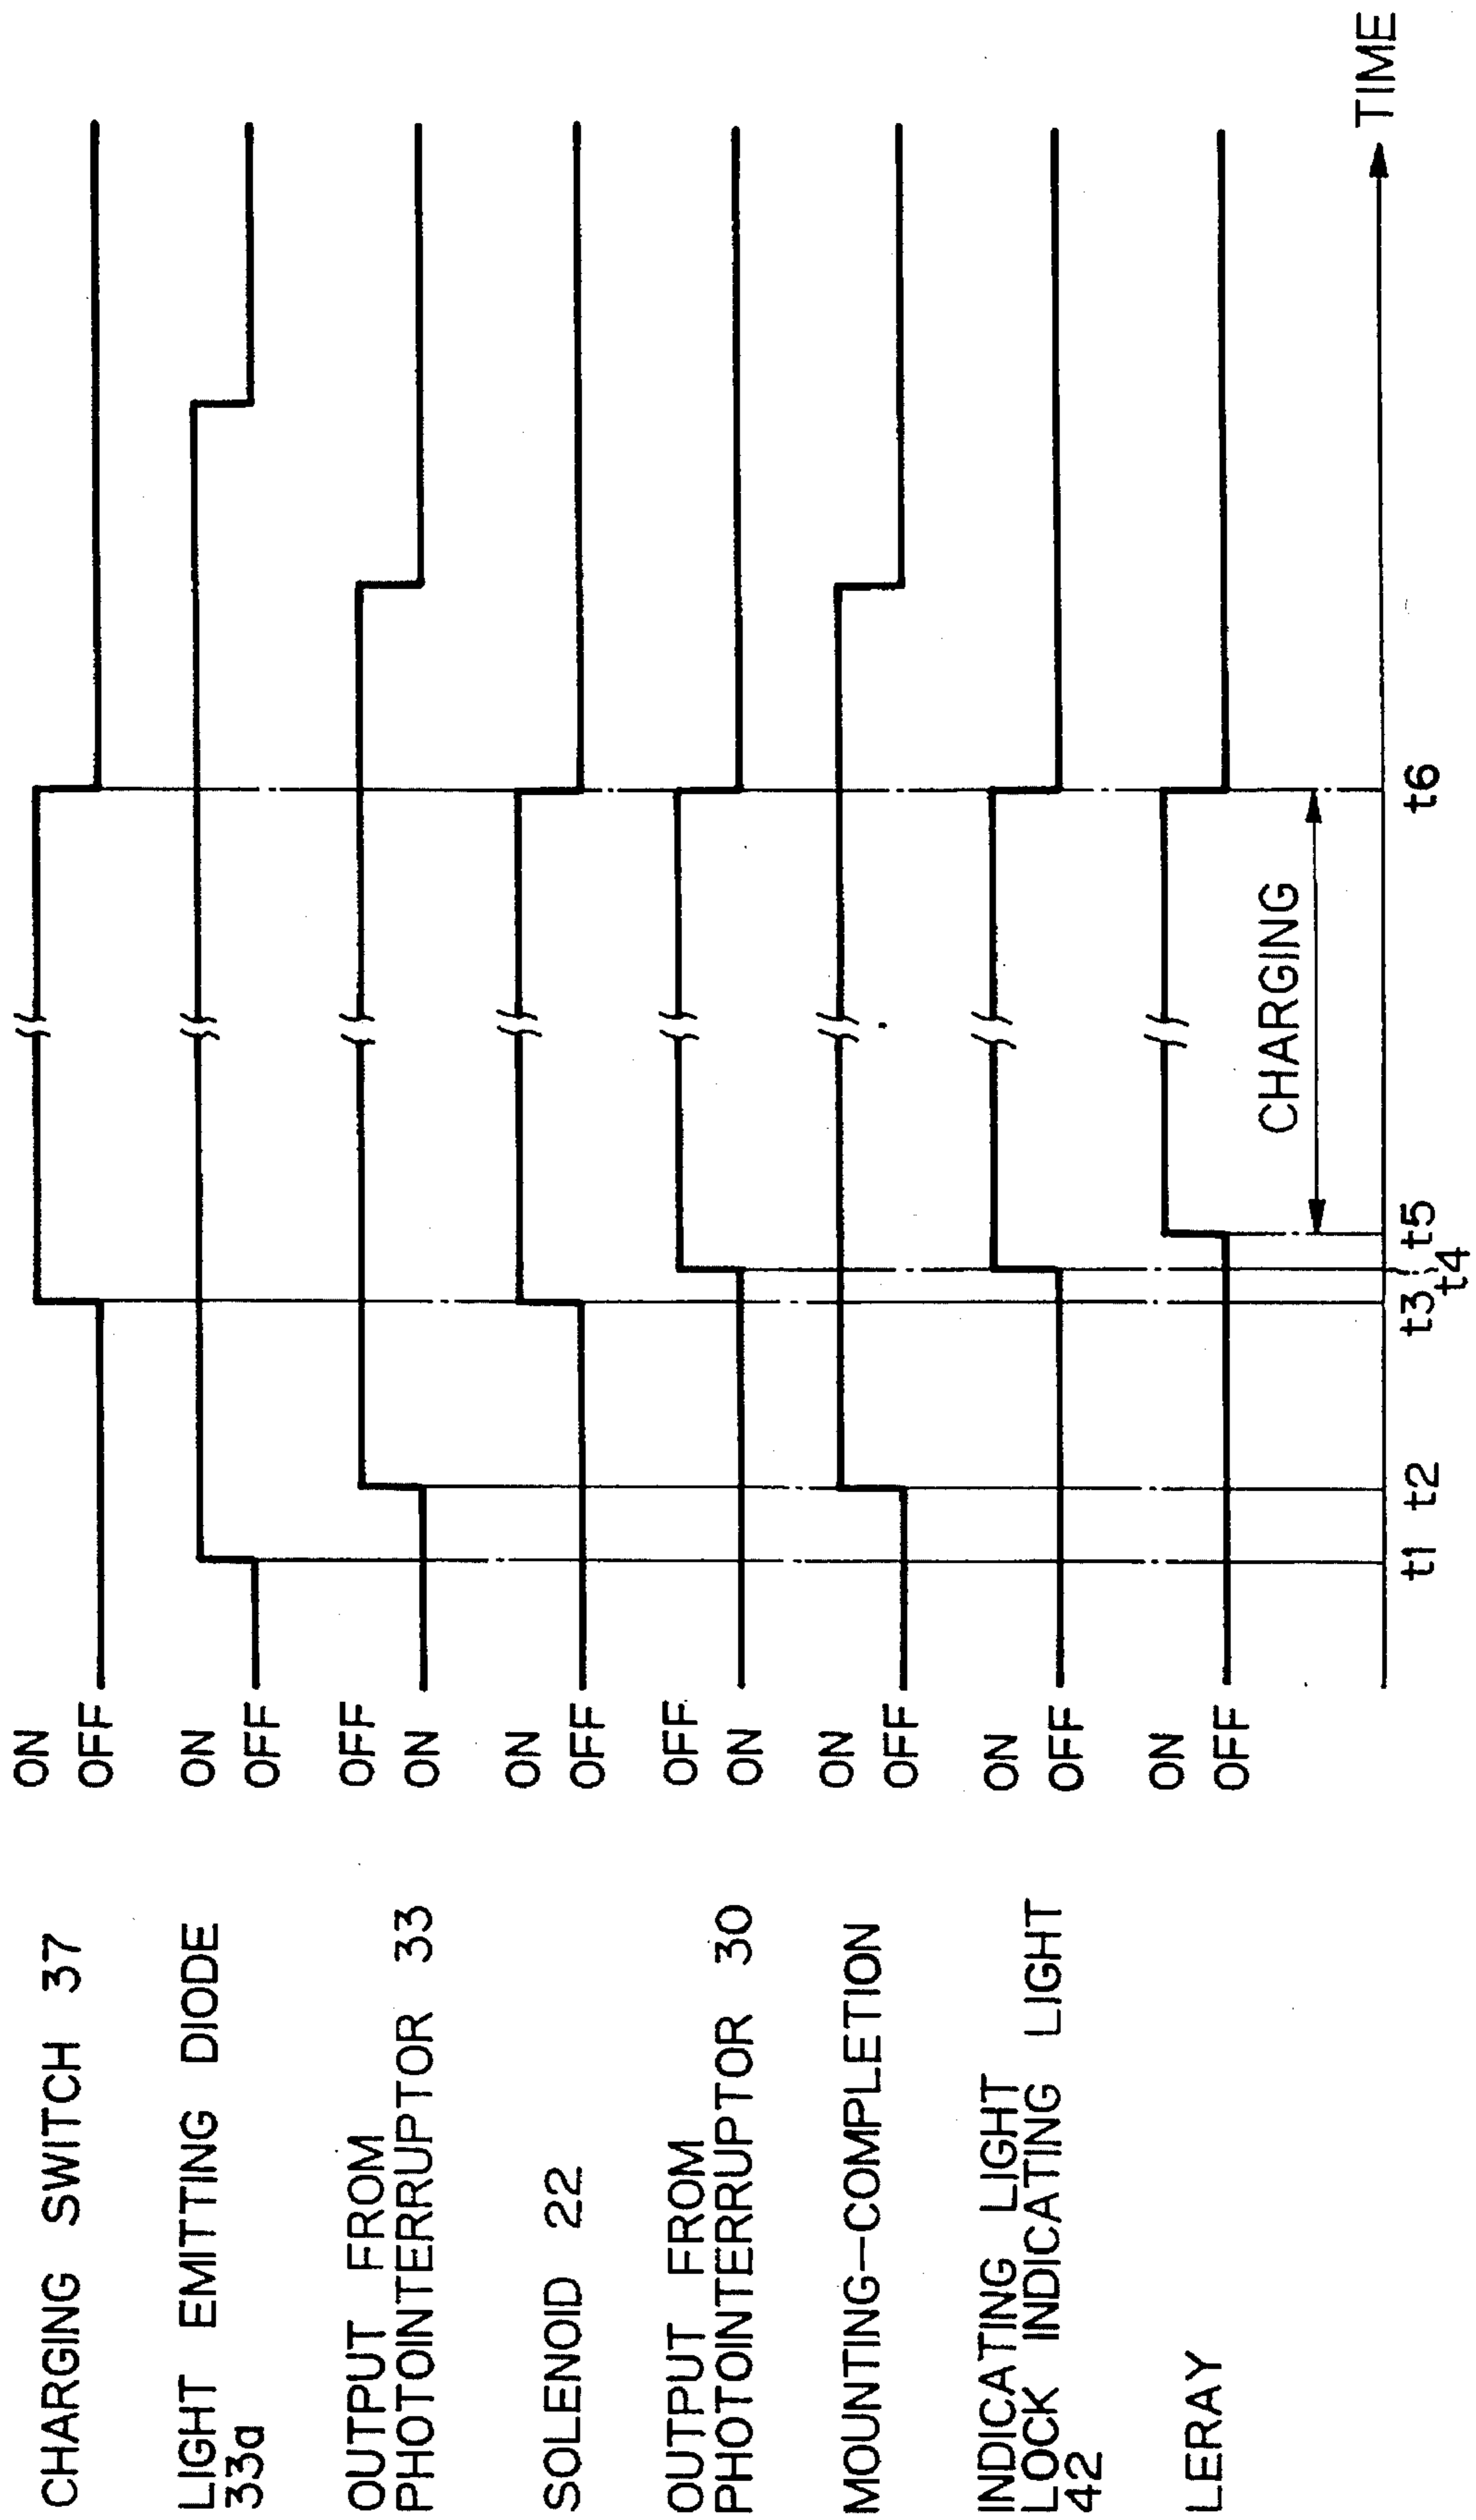 CHARGING SWITCH 37
ON
OFF
LIGHT EMITTING DIODE
33a
ON
OFF
OUTPUT FROM
PHOTOINTERRUPTOR 33
OFF
ON
SOLENOID 22
ON
OFF
OUTPUT FROM
PHOTOINTERRUPTOR 30
OFF
ON
MOUNTING-COMPLETION
ON
OFF
INDICATING LIGHT
LOCK INDICATING LIGHT
42
ON
OFF
LERAY
ON
OFF
CHARGING
t1 t2 t3 t4 t5 t6
TIME